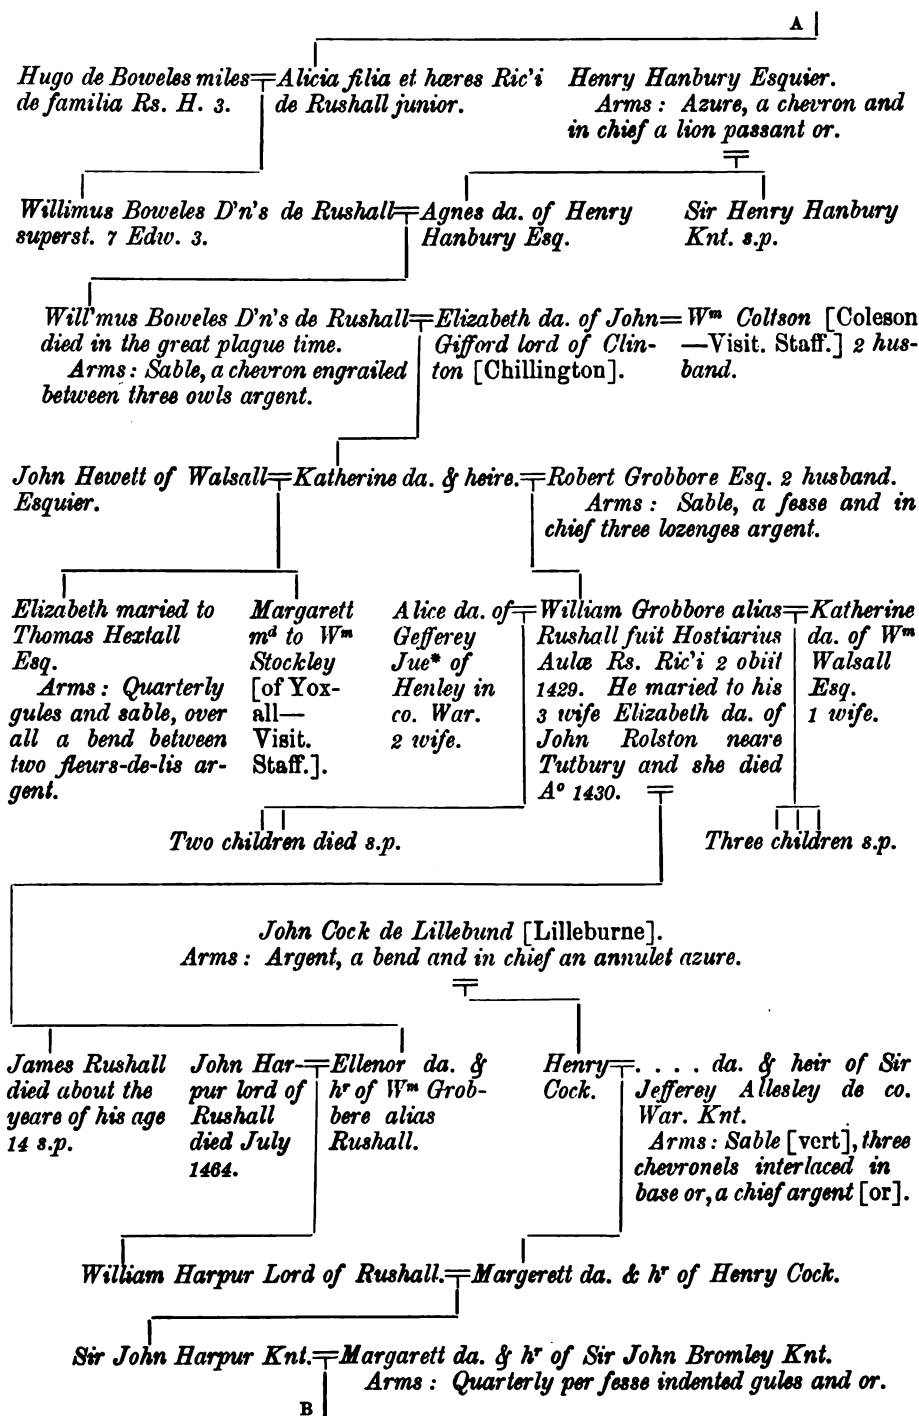 A
Hugo de Boweles miles=Alicia filia et hæres Ric'i
de familia Rs. H. 3.
de Rushall junior.
Henry Hanbury Esquier.
Arms : Azure, a chevron and
in chief a lion passant or.
Willimus Boweles D'n's de Rushall=Agnes da. of Henry
superst. 7 Edw. 3.
Hanbury Esq.
Sir Henry Hanbury
Knt. s.p.
Will'mus Boweles D'n's de Rushall=Elizabeth da. of John=Wm Coltson [Coleson
died in the great plague time.
Arms : Sable, a chevron engrailed
between three owls argent.
Gifford lord of Clin-
ton [Chillington].
—Visit. Staff.] 2 hus-
band.
John Hewett of Walsall=Katherine da. & heire.=Robert Grobbore Esq. 2 husband.
Esquier.
Arms : Sable, a fesse and in
chief three lozenges argent.
Elizabeth maried to
Thomas Hextall
Esq.
Arms : Quarterly
gules and sable, over
all a bend between
two fleurs-de-lis ar-
gent.
Margarett
md to Wm
Stockley
[of Yox-
all—
Visit.
Staff.].
Alice da. of
Gefferey
Jue* of
Henley in
co. War.
2 wife.
=William Grobbore alias=
Rushall fuit Hostiarius
Aulæ Rs. Ric'i 2 obiit
1429. He maried to his
3 wife Elizabeth da. of
John Rolston neare
Tutbury and she died
Ao 1430.
Katherine
da. of Wm
Walsall
Esq.
1 wife.
Two children died s.p.
Three children s.p.
John Cock de Lillebund [Lilleburne].
Arms : Argent, a bend and in chief an annulet azure.
James Rushall
died about the
yeare of his age
14 s.p.
John Har-
pur lord of
Rushall
died July
1464.
=Ellenor da. &
hr of Wm Grob-
bere alias
Rushall.
Henry
Cock.
=. . . . da. & heir of Sir
Jefferey Allesley de co.
War. Knt.
Arms : Sable [vert], three
chevronels interlaced in
base or, a chief argent [or].
William Harpur Lord of Rushall.=Margerett da. & hr of Henry Cock.
Sir John Harpur Knt.=Margarett da. & hr of Sir John Bromley Knt.
Arms : Quarterly per fesse indented gules and or.
B